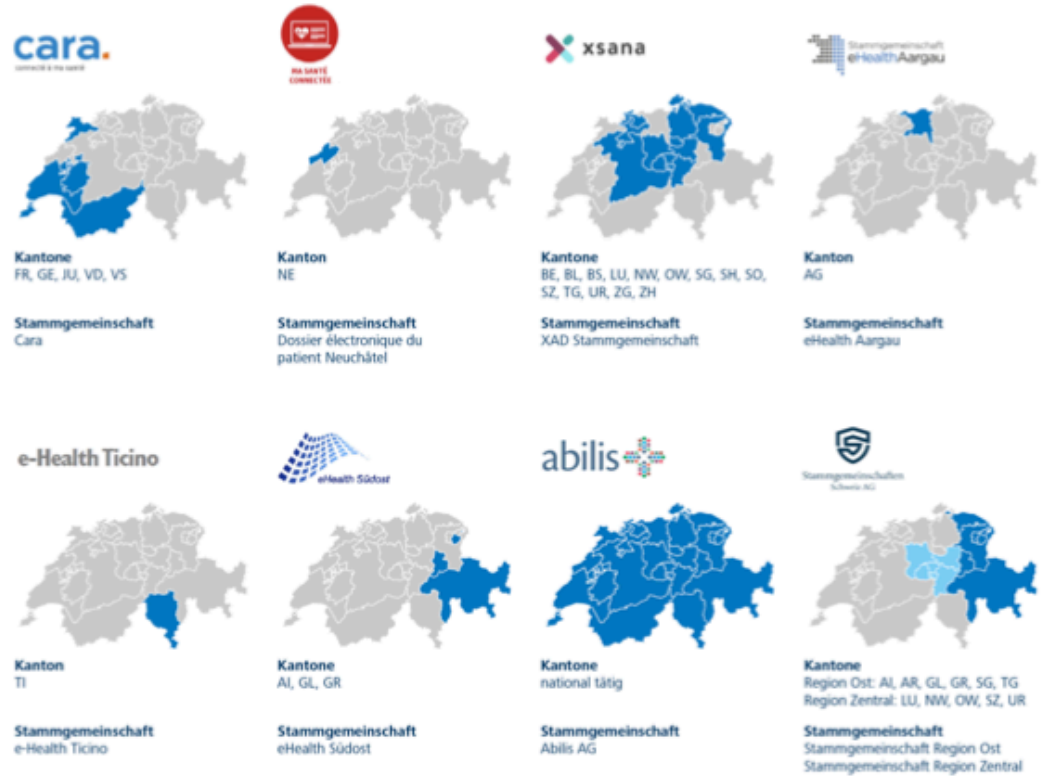 cara.
connecté à ma santé
MA SANTÉ
CONNECTÉE
xsana
Stammgemeinschaft
eHealthAargau
Kantone
FR, GE, JU, VD, VS
Stammgemeinschaft
Cara
Kanton
NE
Stammgemeinschaft
Dossier électronique du
patient Neuchâtel
Kantone
BE, BL, BS, LU, NW, OW, SG, SH, SO,
SZ, TG, UR, ZG, ZH
Stammgemeinschaft
XAD Stammgemeinschaft
Kanton
AG
Stammgemeinschaft
eHealth Aargau
e-Health Ticino
eHealth Südost
abilis
Stammgemeinschaften
Schweiz AG
Kanton
TI
Stammgemeinschaft
e-Health Ticino
Kantone
AI, GL, GR
Stammgemeinschaft
eHealth Südost
Kantone
national tätig
Stammgemeinschaft
Abilis AG
Kantone
Region Ost: AI, AR, GL, GR, SG, TG
Region Zentral: LU, NW, OW, SZ, UR
Stammgemeinschaft
Stammgemeinschaft Region Ost
Stammgemeinschaft Region Zentral